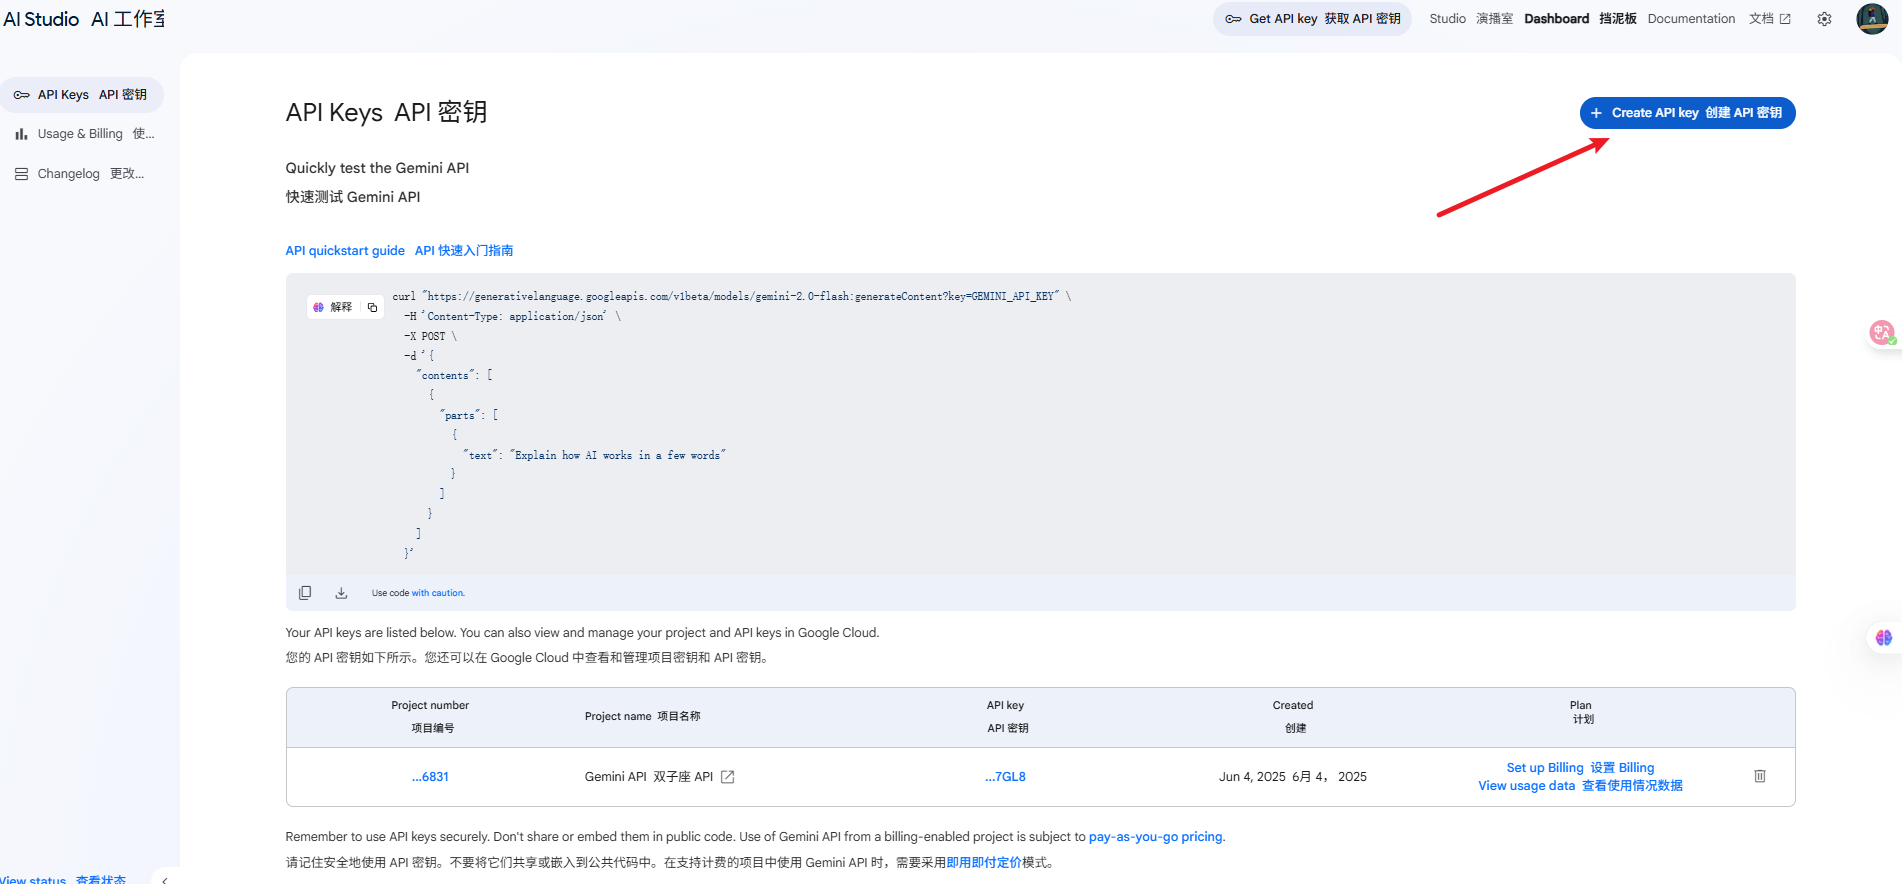 AI Studio AI 工作室
Get API key 获取 API 密钥
Studio 演播室 Dashboard 挡泥板 Documentation 文档
API Keys API 密钥
Usage & Billing 使...
Changelog 更改...
API Keys API 密钥
Create API key 创建 API 密钥
Quickly test the Gemini API
快速测试 Gemini API
API quickstart guide API 快速入门指南
解释
curl "https://generativelanguage.googleapis.com/v1beta/models/gemini-2.0-flash:generateContent?key=GEMINI_API_KEY" \
-H 'Content-Type: application/json' \
-X POST \
-d '{
"contents": [
{
"parts": [
{
"text": "Explain how AI works in a few words"
}
]
}
]
}'
Use code with caution.
Your API keys are listed below. You can also view and manage your project and API keys in Google Cloud.
您的 API 密钥如下所示。您还可以在 Google Cloud 中查看和管理项目密钥和 API 密钥。
Project number
项目编号
Project name 项目名称
API key
API 密钥
Created
创建
Plan
计划
...6831
Gemini API 双子座 API
...7GL8
Jun 4, 2025 6月 4， 2025
Set up Billing 设置 Billing
View usage data 查看使用情况数据
Remember to use API keys securely. Don't share or embed them in public code. Use of Gemini API from a billing-enabled project is subject to pay-as-you-go pricing.
请记住安全地使用 API 密钥。不要将它们共享或嵌入到公共代码中。在支持计费的项目中使用 Gemini API 时，需要采用即用即付定价模式。
View status 查看状态